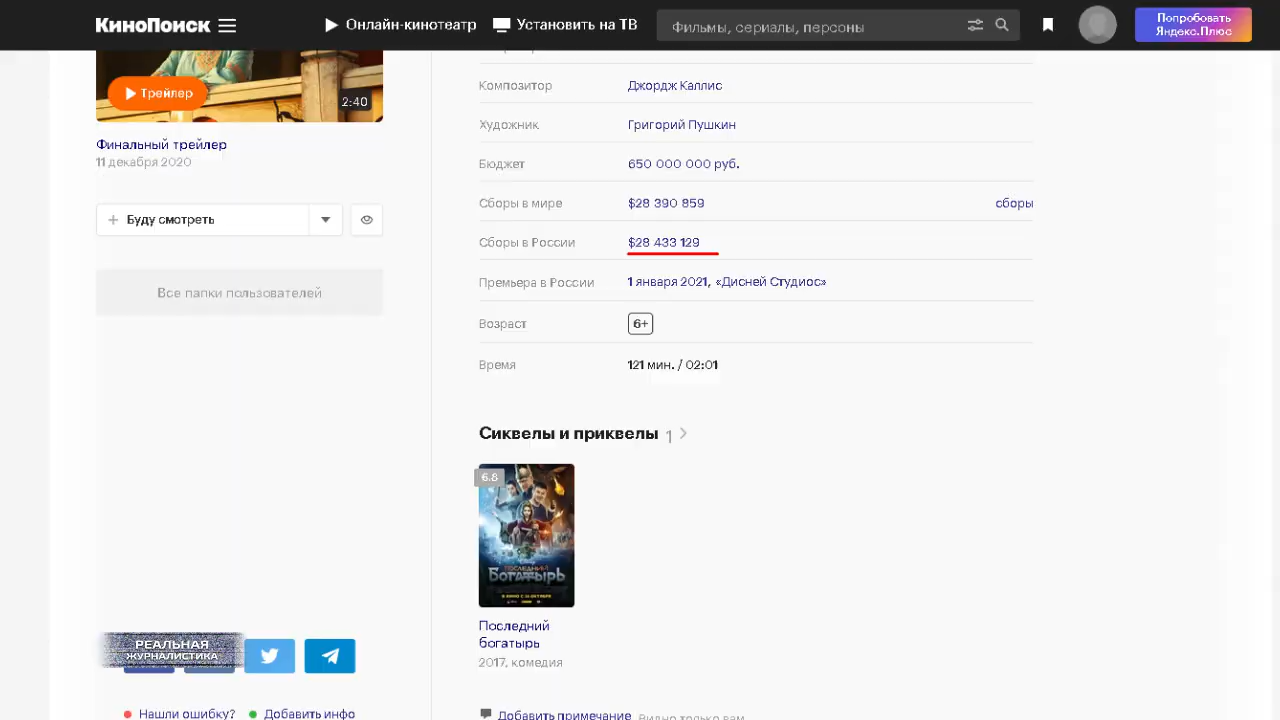 КиноПоиск
Онлайн-кинотеатр
Установить на ТВ
Фильмы, сериалы, персоны
Попробовать
Яндекс.Плюс
Трейлер
2:40
Финальный трейлер
11 декабря 2020
Буду смотреть
Все папки пользователей
Композитор Джордж Каллис
Художник Григорий Пушкин
Бюджет 650 000 000 руб.
Сборы в мире $28 390 859 сборы
Сборы в России $28 433 129
Премьера в России 1 января 2021, «Дисней Студиос»
Возраст 6+
Время 121 мин. / 02:01
Сиквелы и приквелы 1
6.8
ПОСЛЕДНИЙ
БОГАТЫРЬ
Последний
богатырь
2017, комедия
РЕАЛЬНАЯ
ЖУРНАЛИСТИКА
Нашли ошибку? Добавить инфо
Добавить примечание Видно только вам